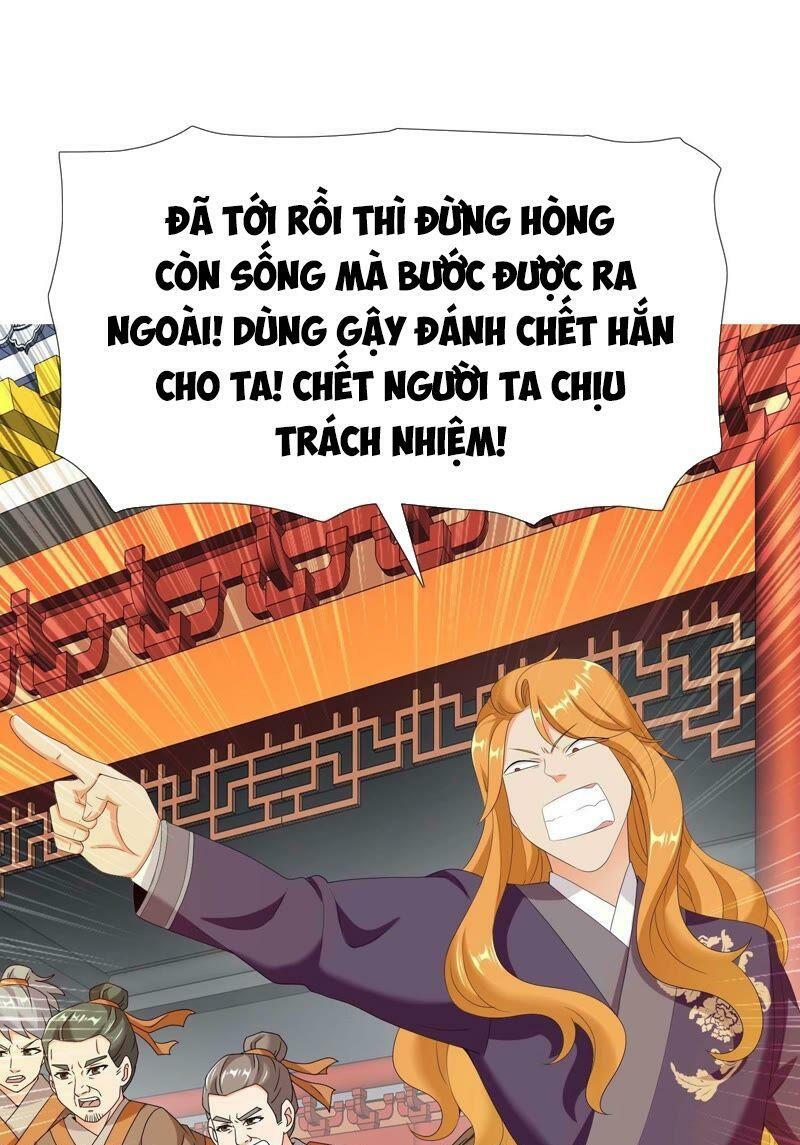 ĐÃ TỚI RỒI THÌ ĐỪNG HÒNG
CÒN SỐNG MÀ BƯỚC ĐƯỢC RA
NGOÀI! DÙNG GẬY ĐÁNH CHẾT HẮN
CHO TA! CHẾT NGƯỜI TA CHỊU
TRÁCH NHIỆM!